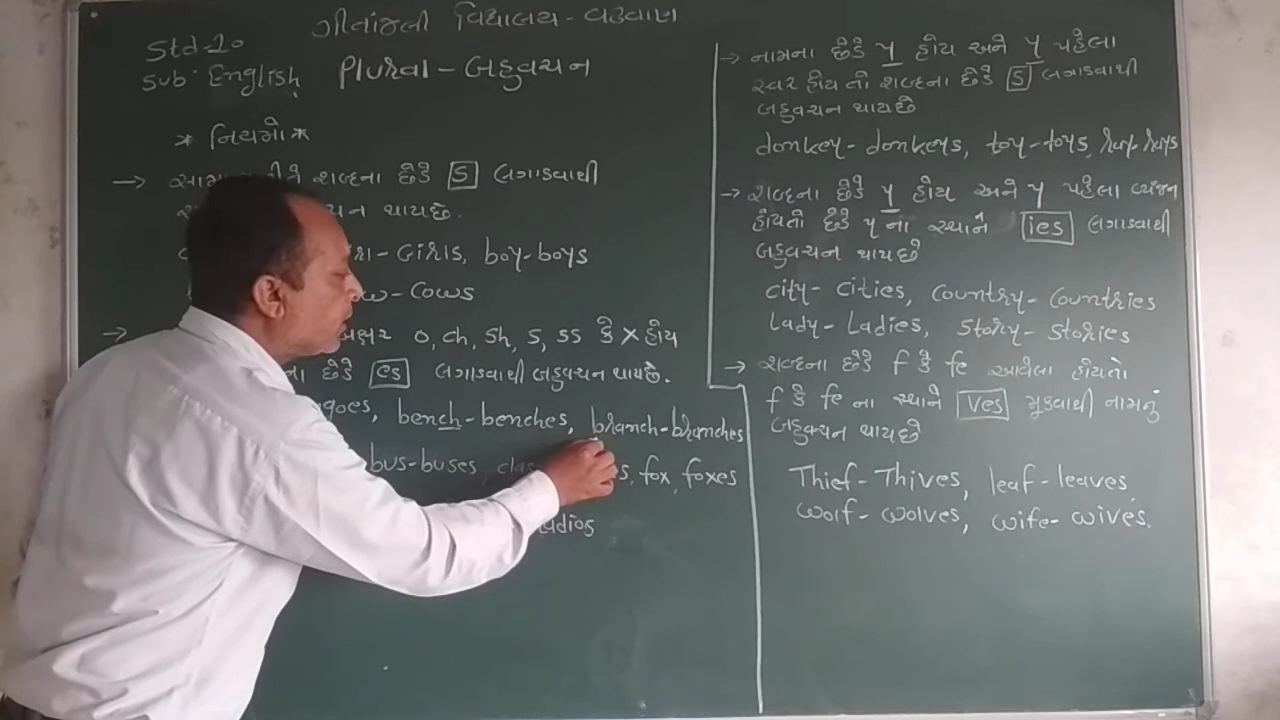 ગીતાંજલી વિદ્યાલય - વઢવાણ
Std-10
Sub: English
Plural - બહુવચન
* નિયમો *
→ શબ્દના છેડે [s] લગાડવાથી
થાય છે.
- Girls, boy-boys
- Cows
→ o, ch, sh, s, ss કે x હોય
છેડે [es] લગાડવાથી બહુવચન થાય છે.
bench-benches, branch-branches
bus-buses, fox, foxes
→ નામના છેડે y હોય અને y પહેલા
સ્વર હોય તો શબ્દના છેડે [s] લગાડવાથી
બહુવચન થાય છે
donkey- donkeys, toy-toys,
→ શબ્દના છેડે y હોય અને y પહેલા વ્યંજન
હોયતો છેડે y ના સ્થાને [ies] લગાડવાથી
બહુવચન થાય છે
City- Cities, Country- Countries
Lady- Ladies, Story- Stories
→ શબ્દના છેડે f કે fe આવેલા હોયતો
f કે fe ના સ્થાને [ves] મૂકવાથી નામનું
બહુવચન થાય છે
Thief-Thives, leaf-leaves,
wolf- wolves, wife-wives.